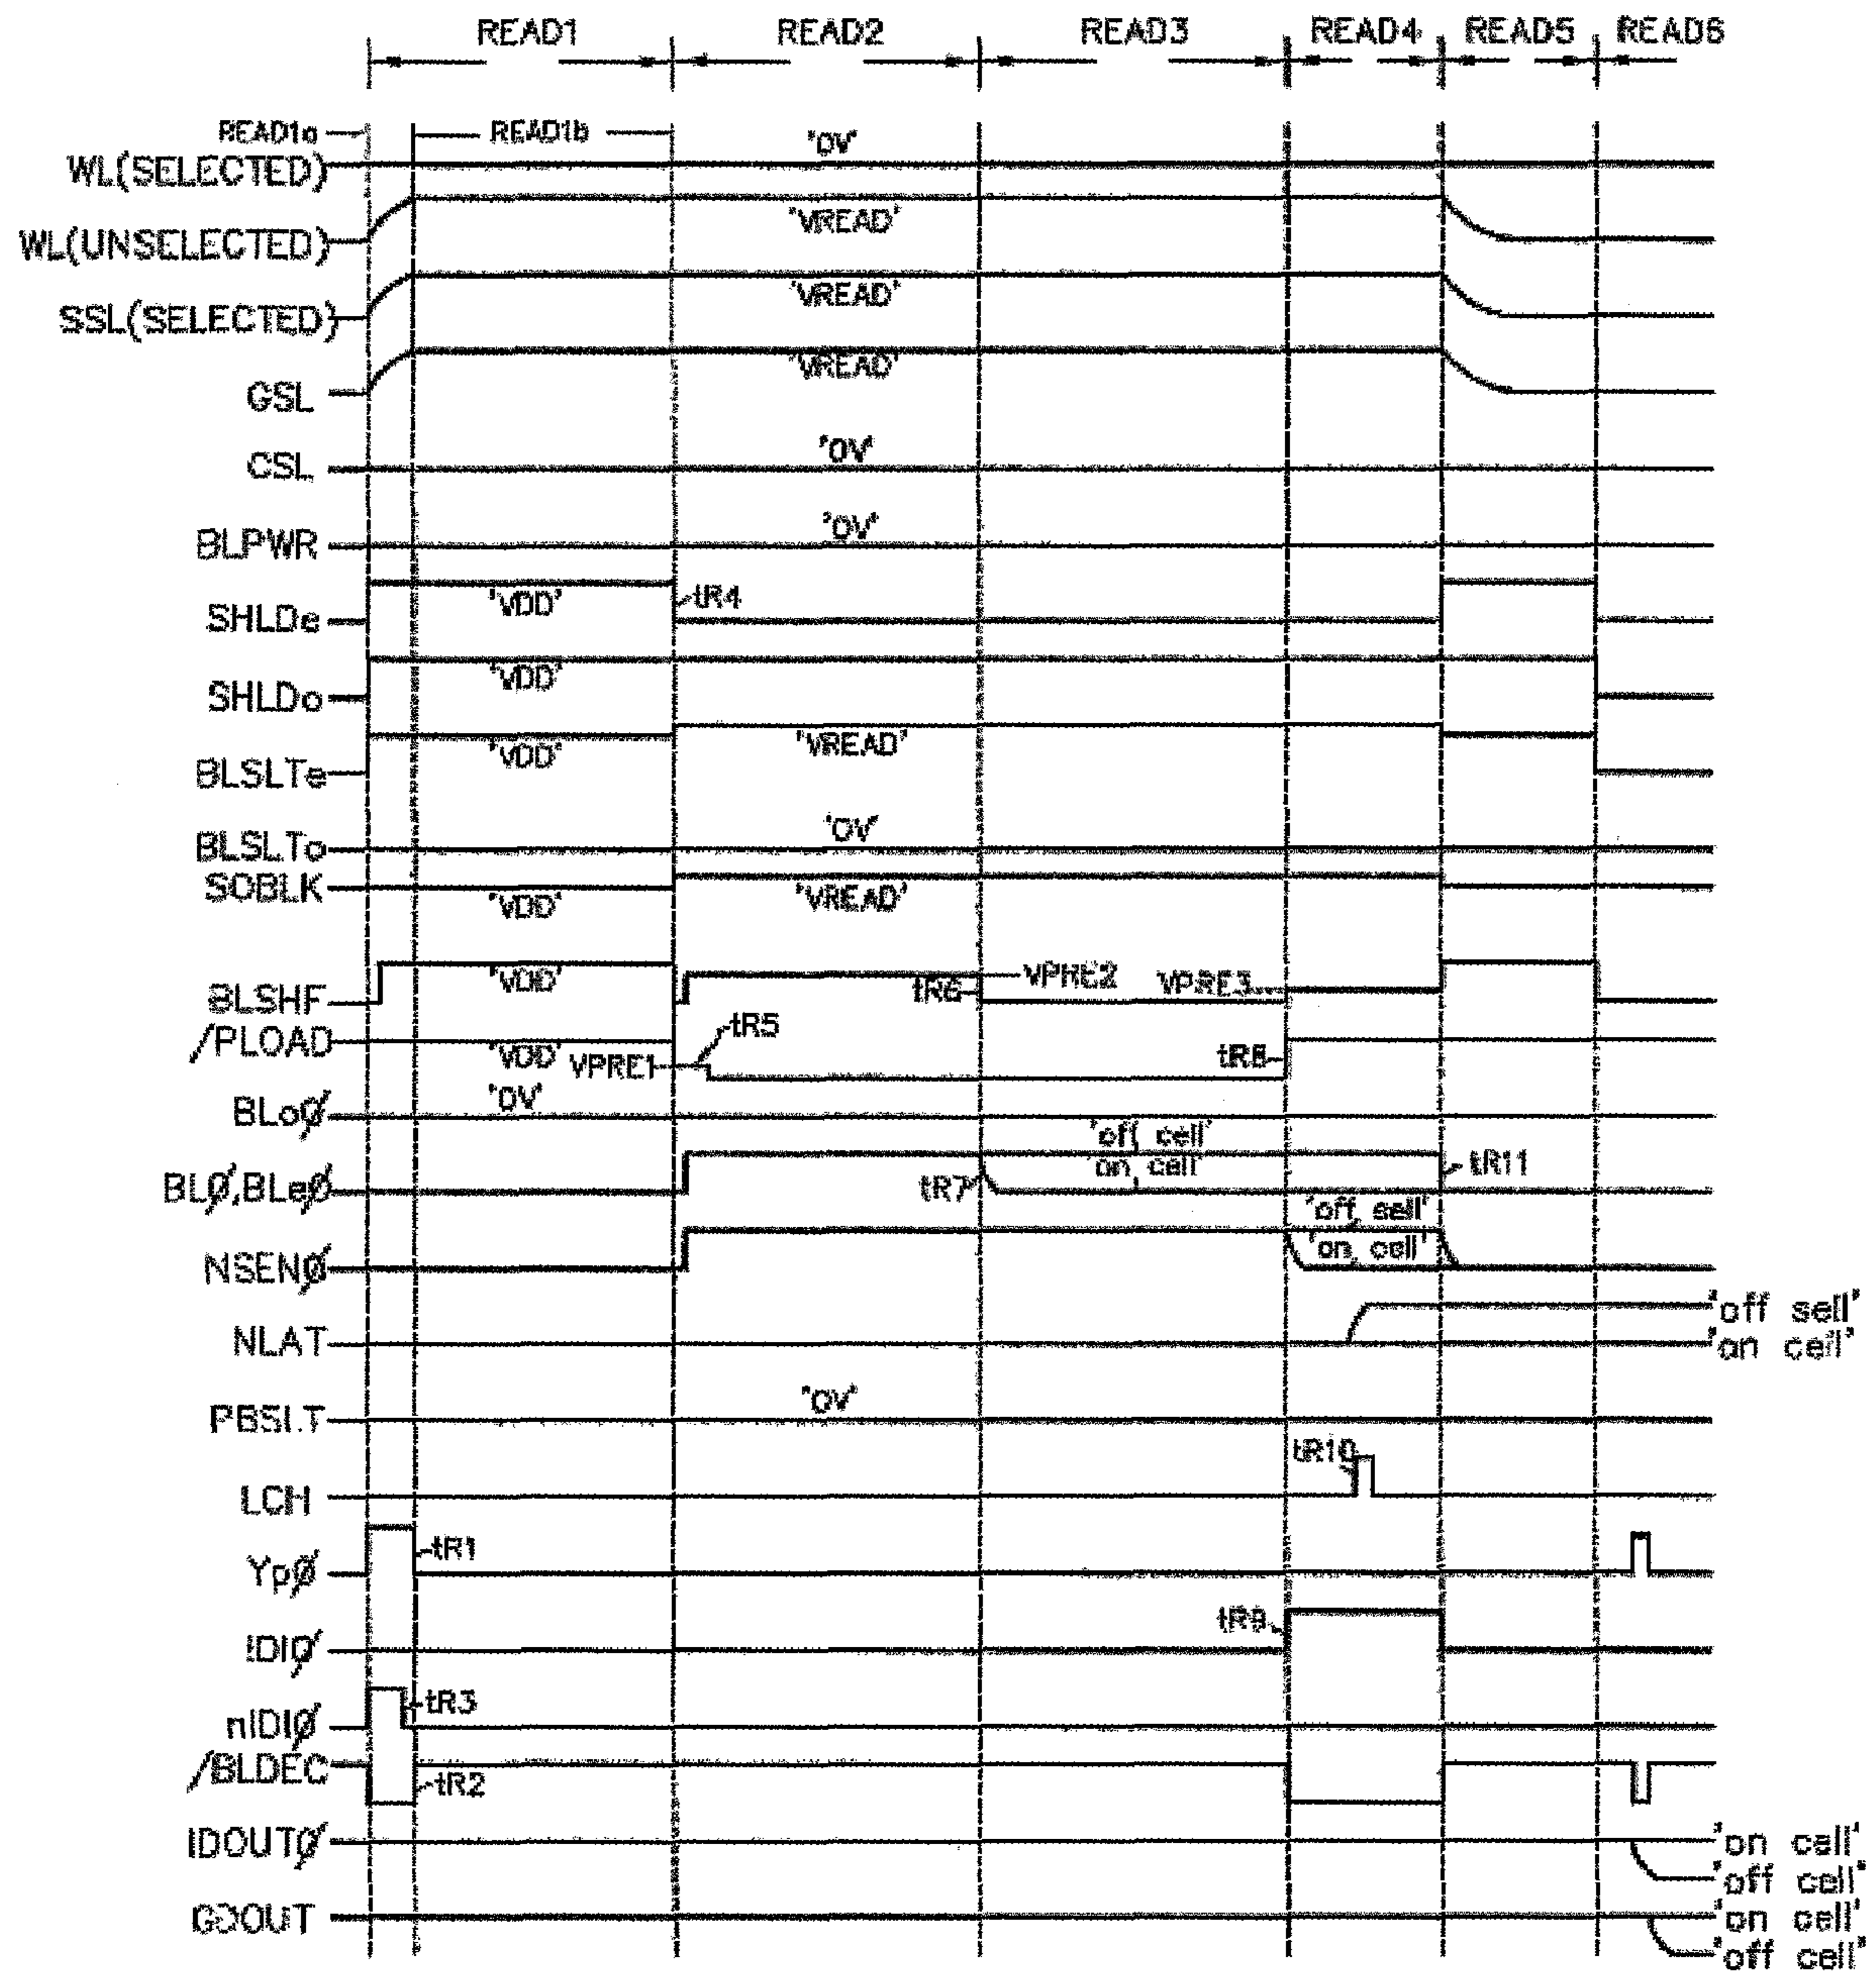 READ1 READ2 READ3 READ4 READ5 READ6
READ1a READ1b
WL(SELECTED) '0V'
WL(UNSELECTED) 'VREAD'
SSL(SELECTED) 'VREAD'
GSL 'VREAD'
CSL '0V'
BLPWR '0V'
SHLDe 'VDD' tR4
SHLDo 'VDD'
BLSLTe 'VDD' 'VREAD'
BLSLTo '0V'
SOBLK 'VDD' 'VREAD'
BLSHF 'VDD' tR6 VPRE2 VPRE3
/PLOAD 'VDD' VPRE1 tR5 tR8
BLoØ '0V'
'off cell'
BLØ,BLeØ tR7 'on cell' tR11
'off sell'
NSENØ 'on cell'
NLAT 'off sell'
'on cell'
PBSLT '0V'
LCH tR10
YpØ tR1
IDIØ tR9
nIDIØ tR3
/BLDEC tR2
IDOUTØ 'on cell'
'off cell'
GDOUT 'on cell'
'off cell'